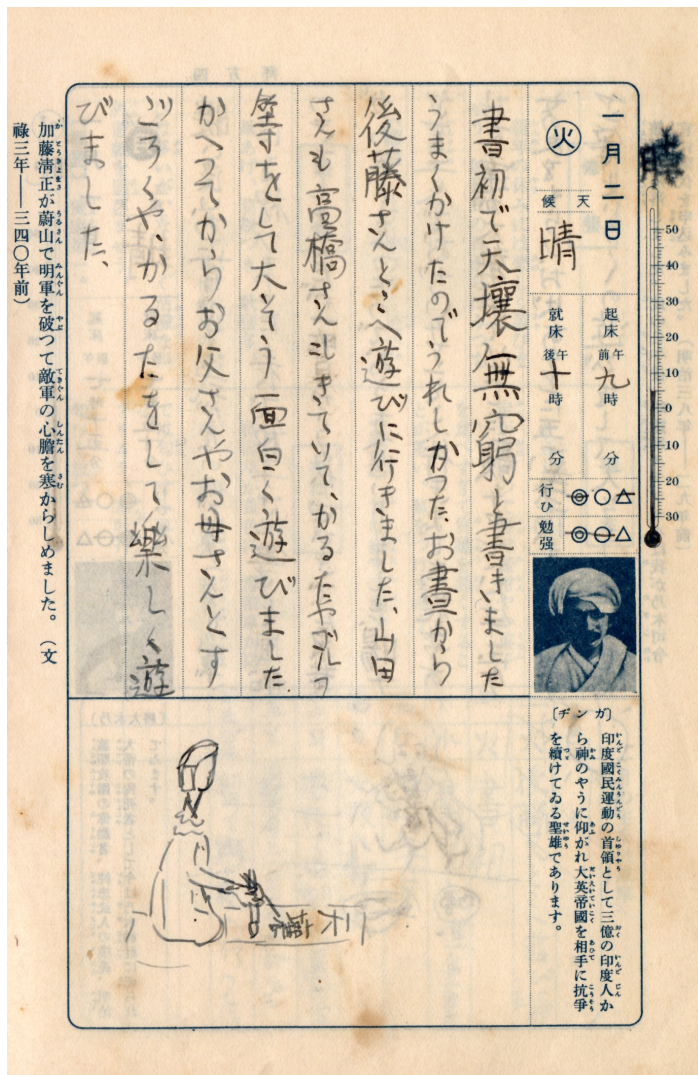 一月二日
火
天候
晴
起床 午前九時 分
就床 午後十時 分
行ひ ◎○△
勉强 ◎○△
50
40
30
20
10
0
10
20
30
書初で天壤無窮と書きました
うまくかけたのでうれしかつた、お晝から
後藤さんとこへ遊びに行きました、山田
さんも高橋さんもきていて、かるたや
をして大そう面白く遊びました
かへつてからお父さんやお母さんとす
ごろくや、かるたをして樂しく遊
びました、
〔ガンヂ〕
印度國民運動の首領として三億の印度人か
ら神のやうに仰がれ大英帝國を相手に抗爭
を續けてゐる聖雄であります。
加藤淸正が蔚山で明軍を破つて敵軍の心膽を寒からしめました。（文
祿三年——三四〇年前）